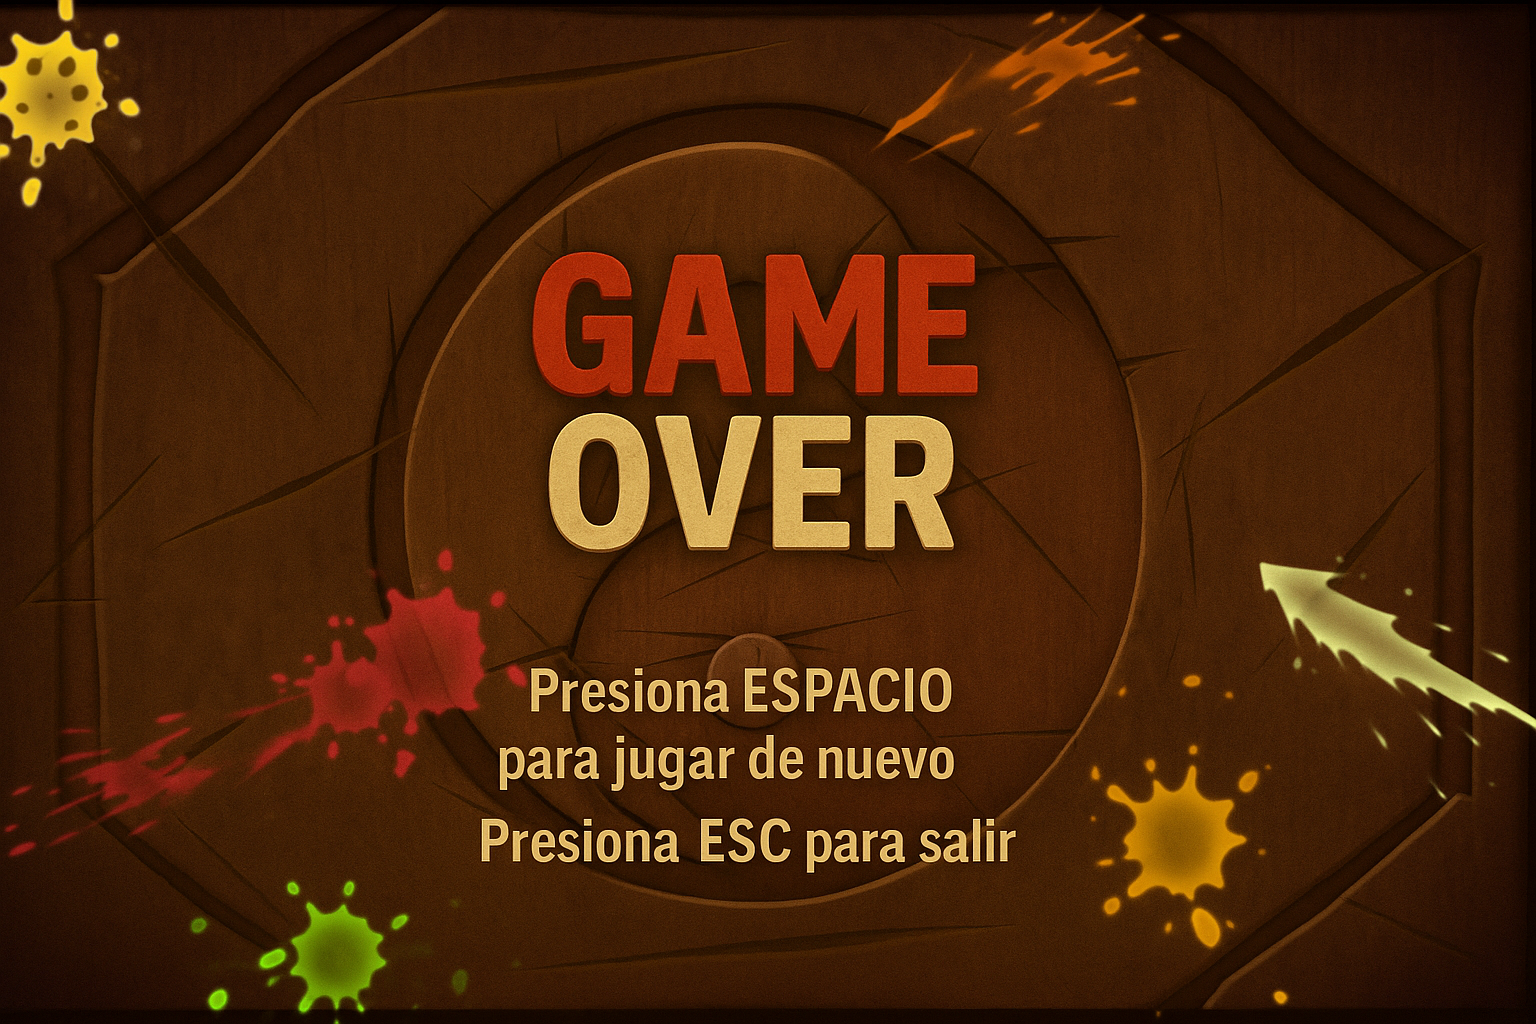 GAME
OVER
Presiona ESPACIO
para jugar de nuevo
Presiona ESC para salir